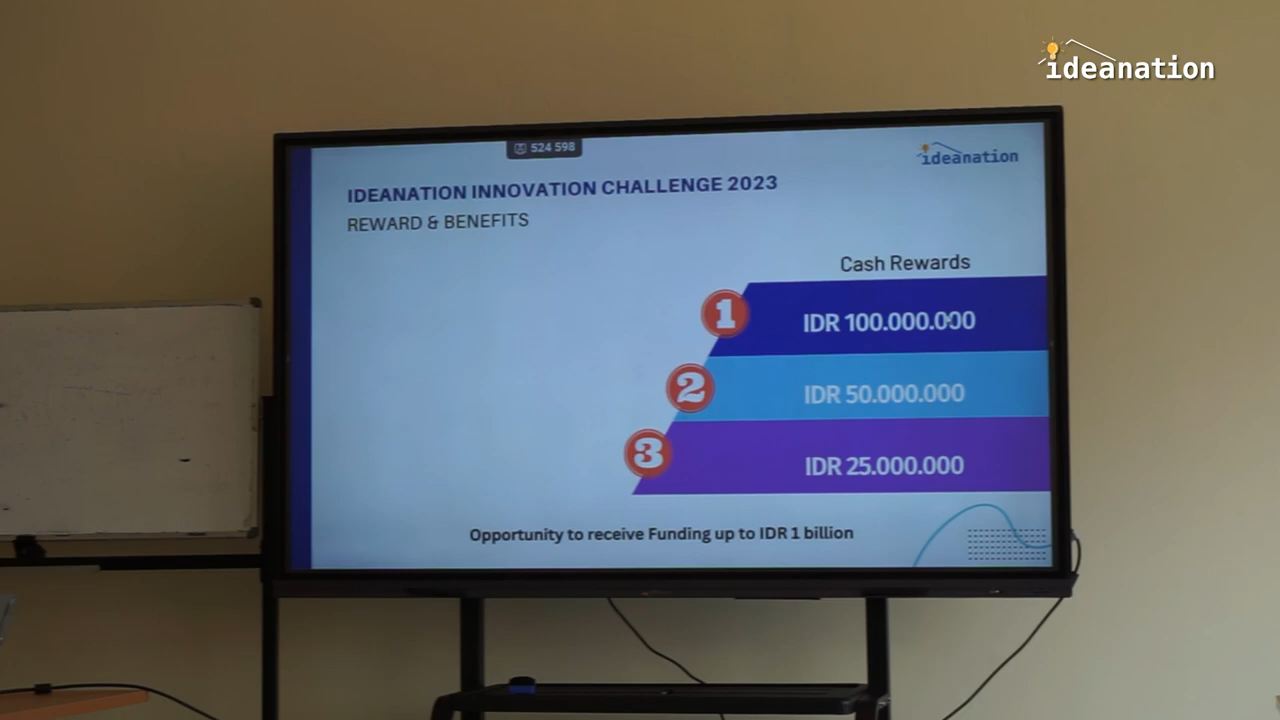 ideanation
524 598
ideanation
IDEANATION INNOVATION CHALLENGE 2023
REWARD & BENEFITS
Cash Rewards
1
IDR 100.000.000
2
IDR 50.000.000
3
IDR 25.000.000
Opportunity to receive Funding up to IDR 1 billion